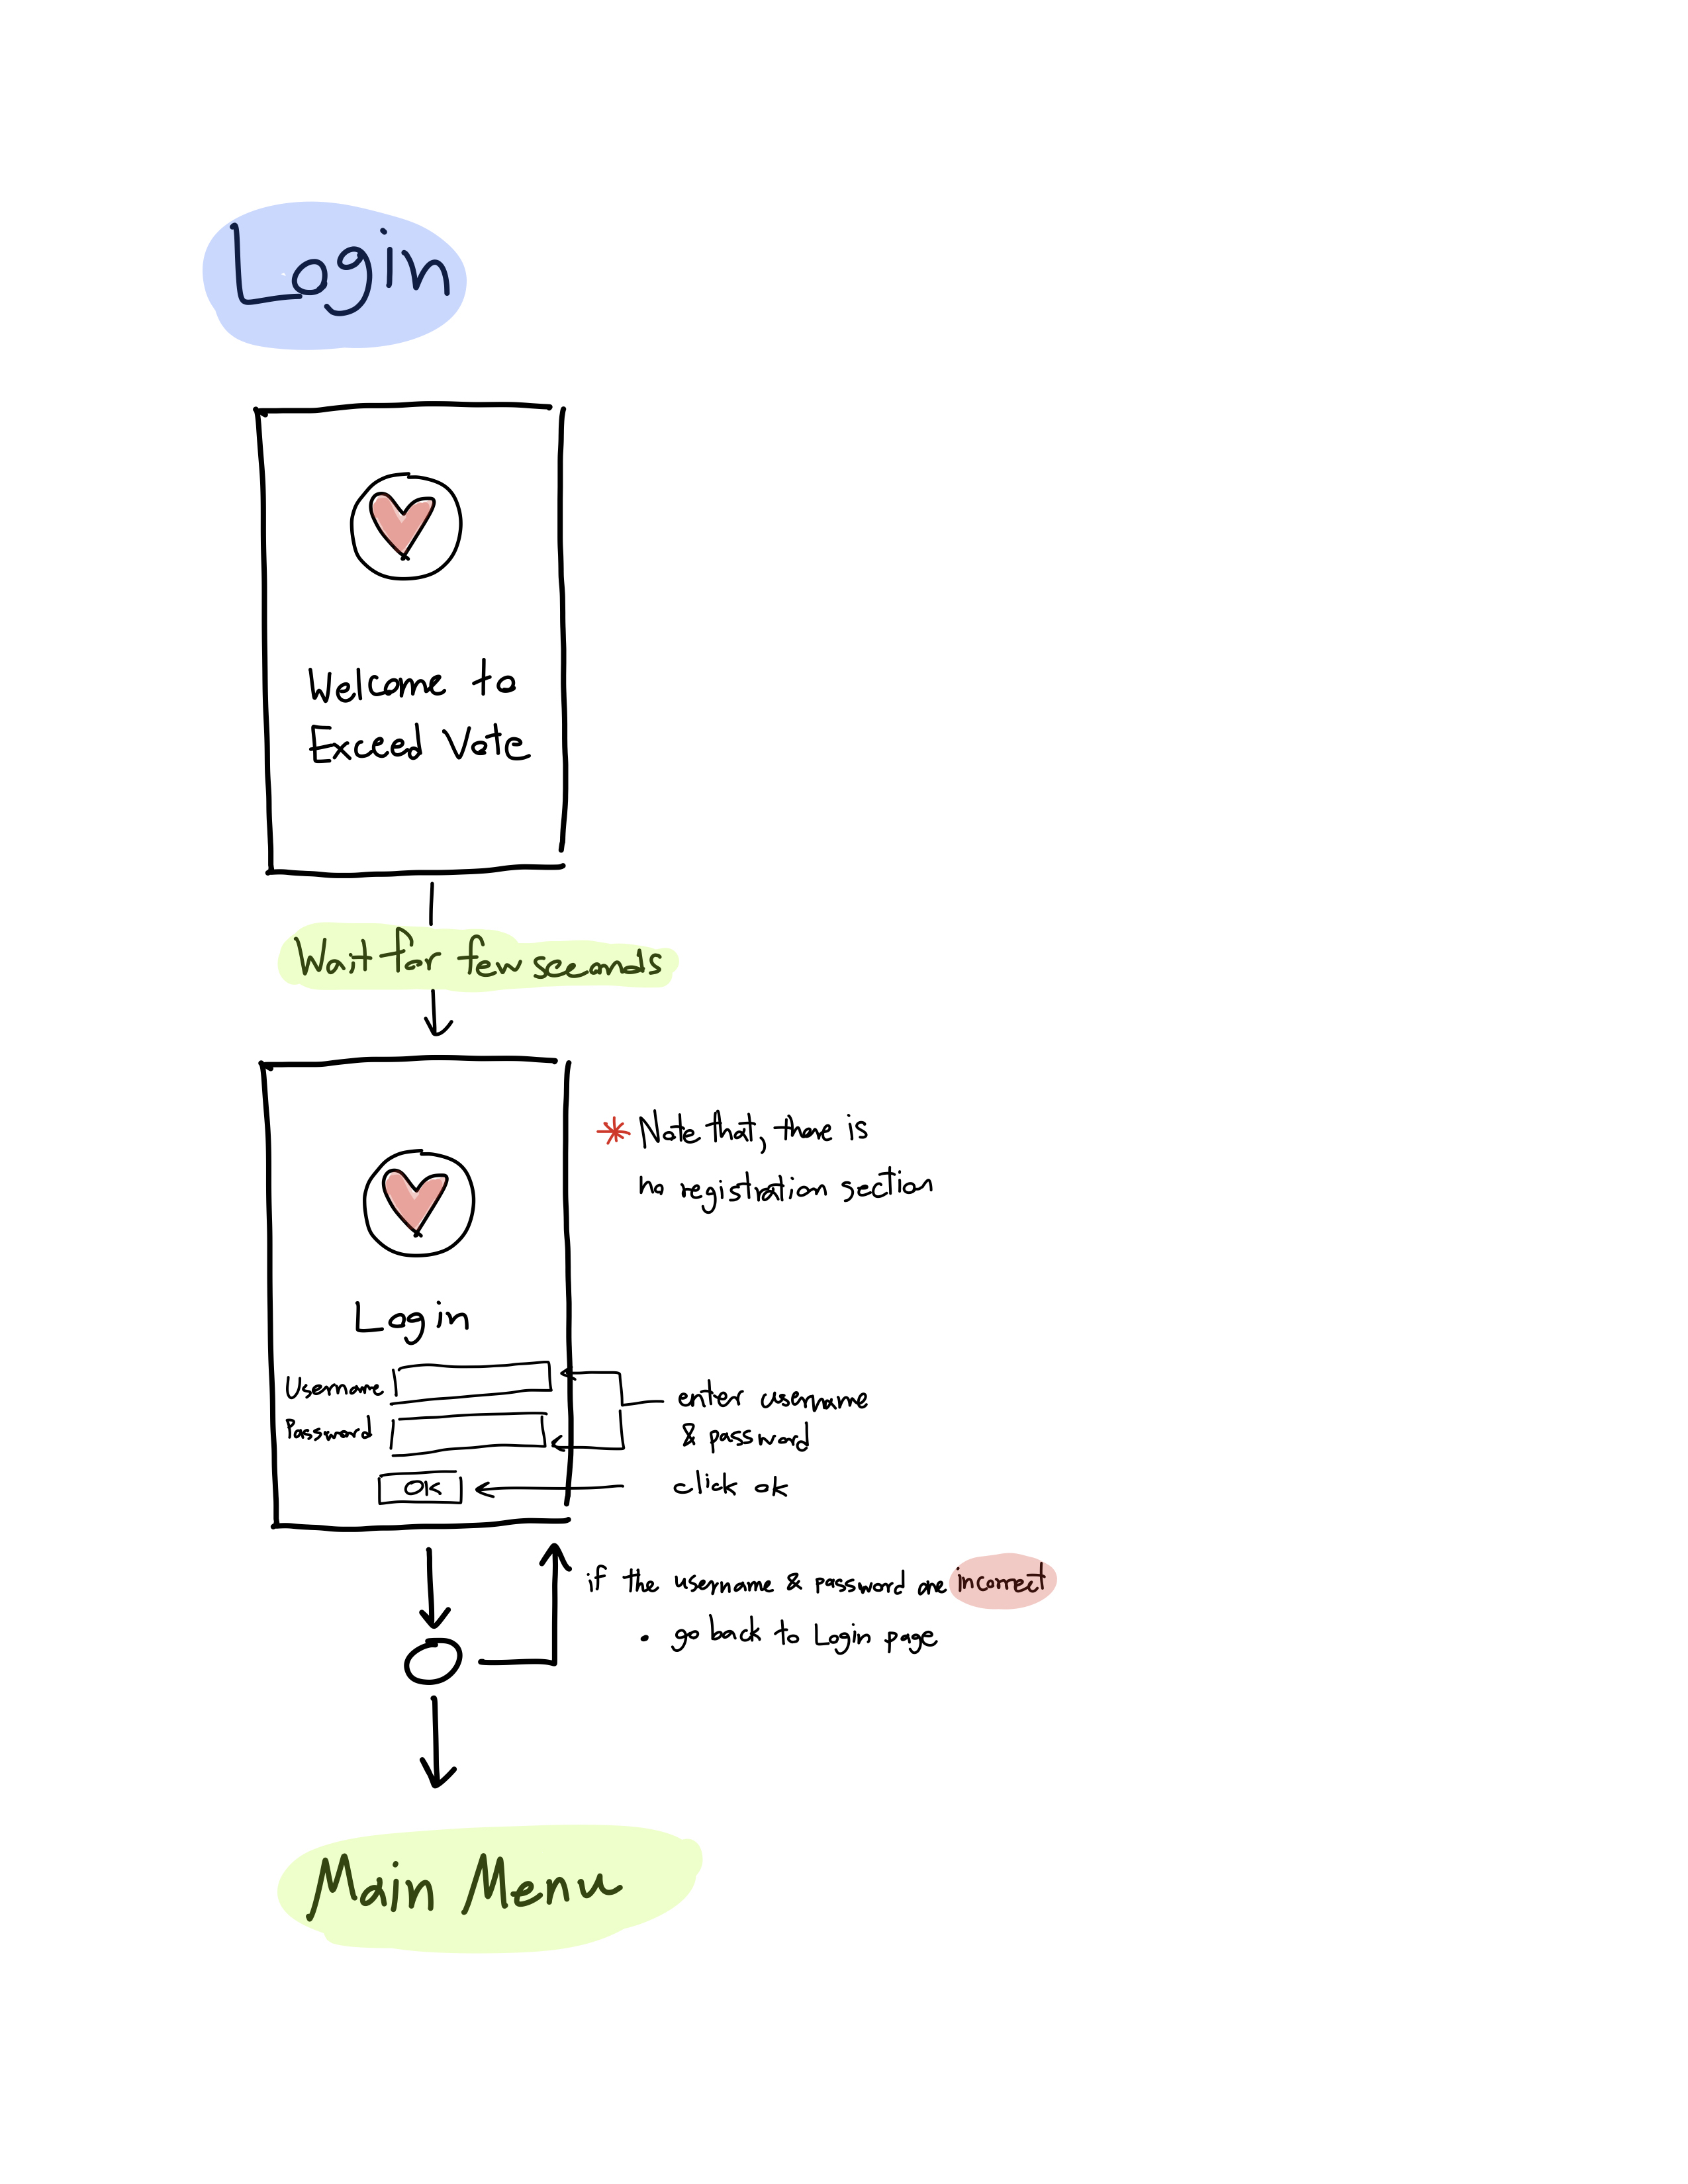 Login
Welcome to
Exceed Vote
Wait for few seconds
* Note that, there is
no registration section
Login
Username
Password
OK
enter username
& password
click ok
if the username & password are incorrect
• go back to Login page
Main Menu